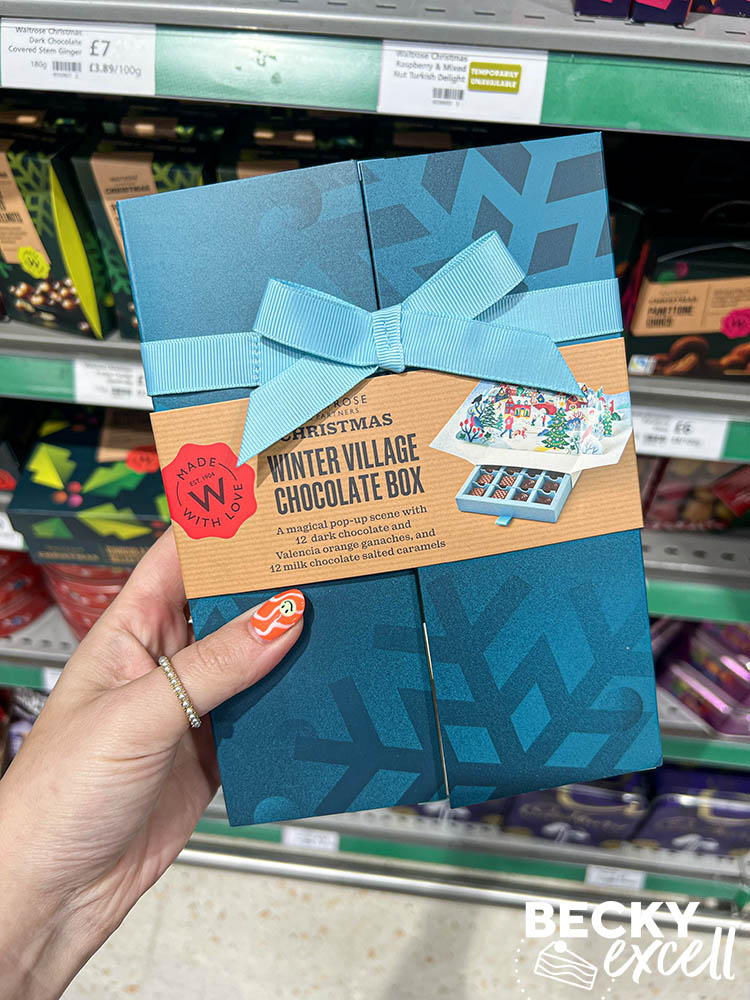 Waitrose Christmas
Dark Chocolate
Covered Stem Ginger
180g
£7
£3.89/100g
Waitrose Christmas
Raspberry & Mixed
Nut Turkish Delight
TEMPORARILY
UNAVAILABLE
CHRISTMAS
CHRISTMAS
PANETTONE
£6
CHRISTMAS
WINTER VILLAGE
CHOCOLATE BOX
A magical pop-up scene with
12 dark chocolate and
Valencia orange ganaches, and
12 milk chocolate salted caramels
MADE
EST. 1904
W
WITH LOVE
BECKY
excell